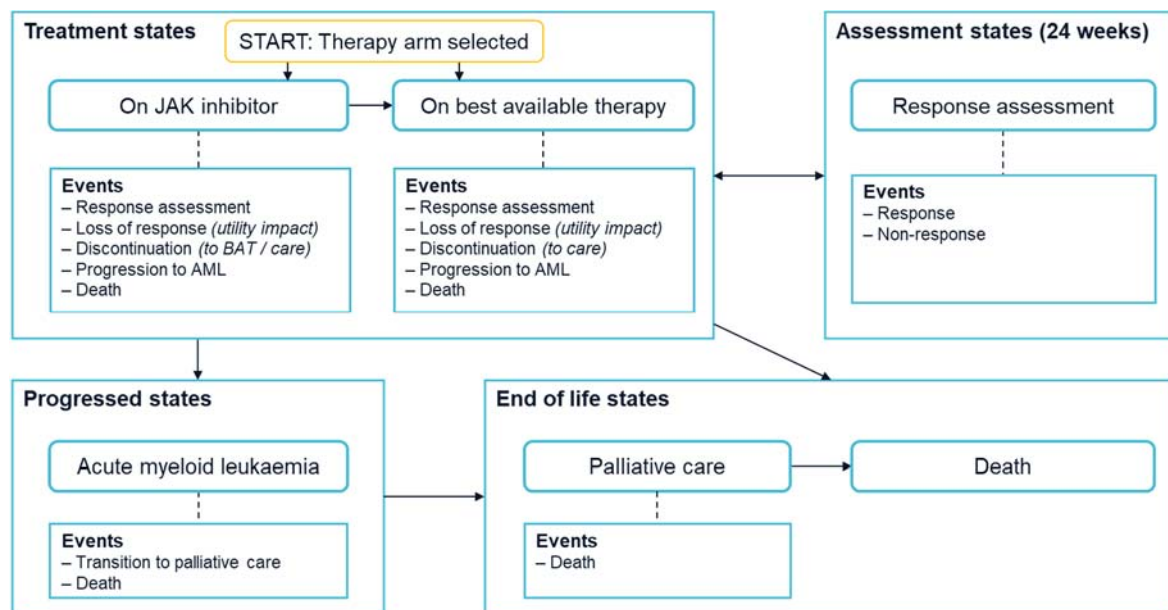 Treatment states
START: Therapy arm selected
On JAK inhibitor
On best available therapy
Events
– Response assessment
– Loss of response (utility impact)
– Discontinuation (to BAT / care)
– Progression to AML
– Death
Events
– Response assessment
– Loss of response (utility impact)
– Discontinuation (to care)
– Progression to AML
– Death
Assessment states (24 weeks)
Response assessment
Events
– Response
– Non-response
Progressed states
Acute myeloid leukaemia
Events
– Transition to palliative care
– Death
End of life states
Palliative care
Death
Events
– Death